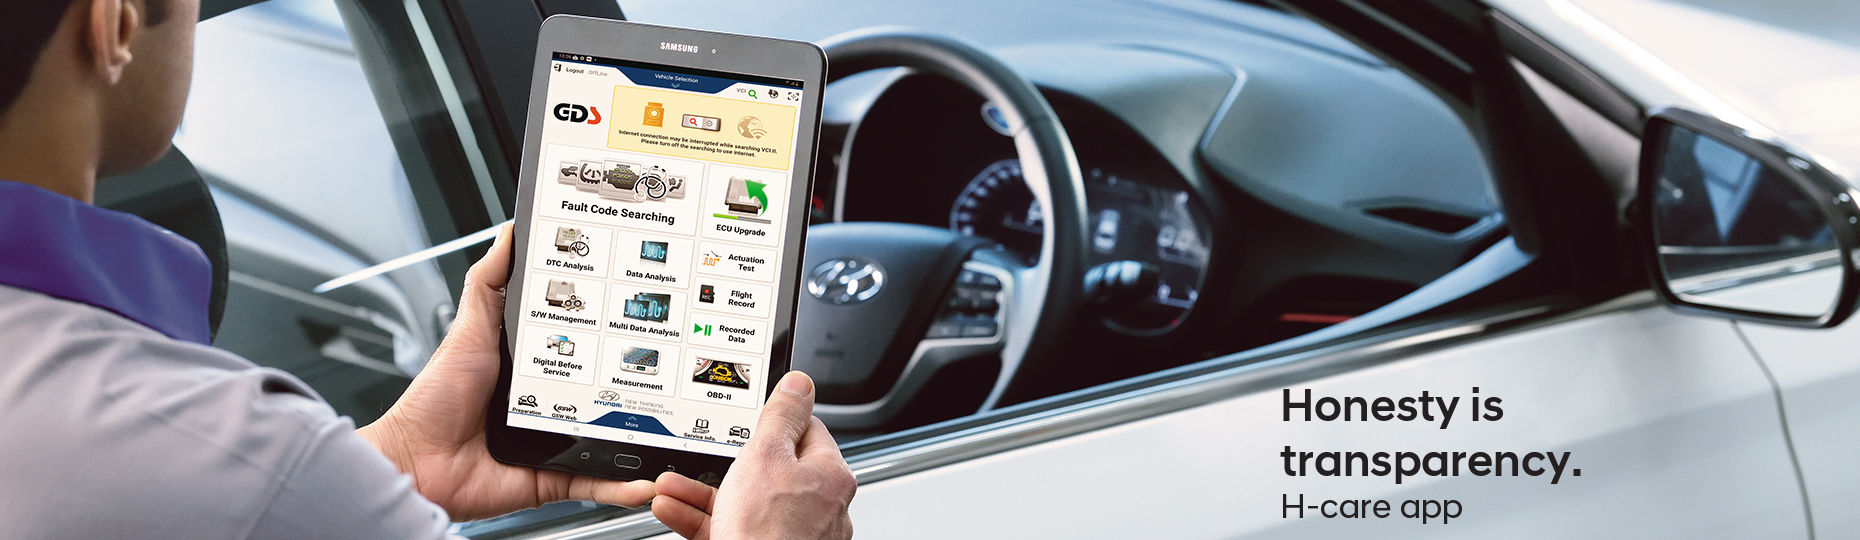 SAMSUNG
Logout OffLine
Vehicle Selection
VCI
GDS
Internet connection may be interrupted while searching VCI II.
Please turn off the searching to use internet.
Fault Code Searching
ECU Upgrade
DTC Analysis
Data Analysis
Actuation
Test
S/W Management
Multi Data Analysis
REC
Flight
Record
Recorded
Data
Digital Before
Service
Measurement
OBD-II
HYUNDAI
NEW THINKING.
NEW POSSIBILITIES.
Preparation
GSW
GSW Web
More
Service Info.
Honesty is
transparency.
H-care app